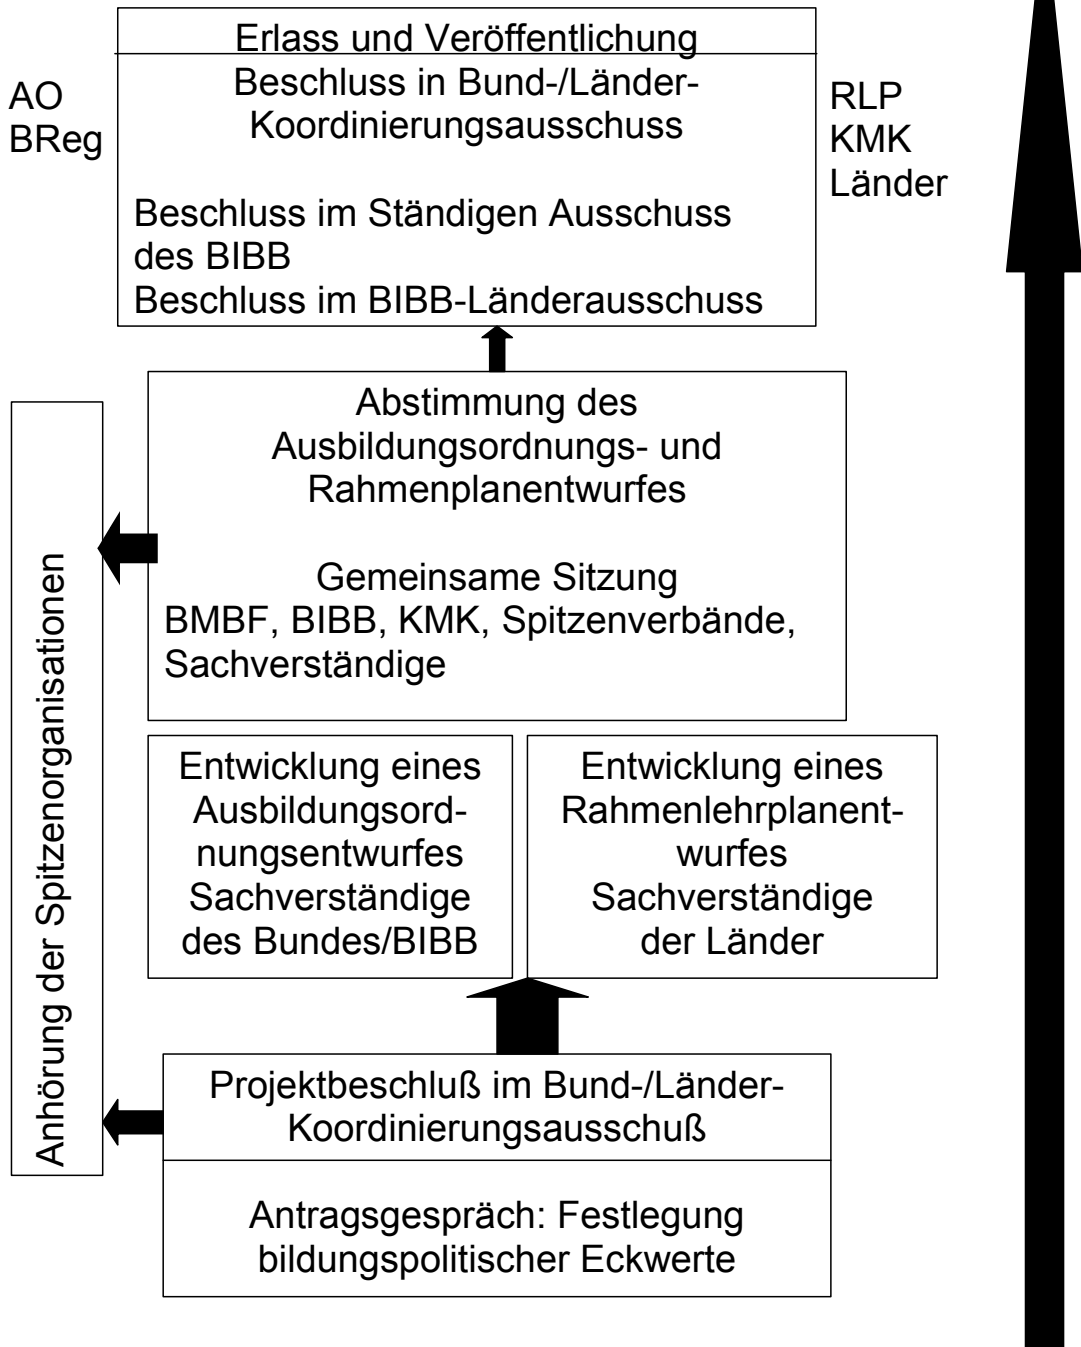 Erlass und Veröffentlichung
Beschluss in Bund-/Länder-
Koordinierungsausschuss
AO
BReg
RLP
KMK
Länder
Beschluss im Ständigen Ausschuss
des BIBB
Beschluss im BIBB-Länderausschuss
Abstimmung des
Ausbildungsordnungs- und
Rahmenplanentwurfes
Gemeinsame Sitzung
BMBF, BIBB, KMK, Spitzenverbände,
Sachverständige
Anhörung der Spitzenorganisationen
Entwicklung eines
Ausbildungsord-
nungsentwurfes
Sachverständige
des Bundes/BIBB
Entwicklung eines
Rahmenlehrplanent-
wurfes
Sachverständige
der Länder
Projektbeschluß im Bund-/Länder-
Koordinierungsausschuß
Antragsgespräch: Festlegung
bildungspolitischer Eckwerte